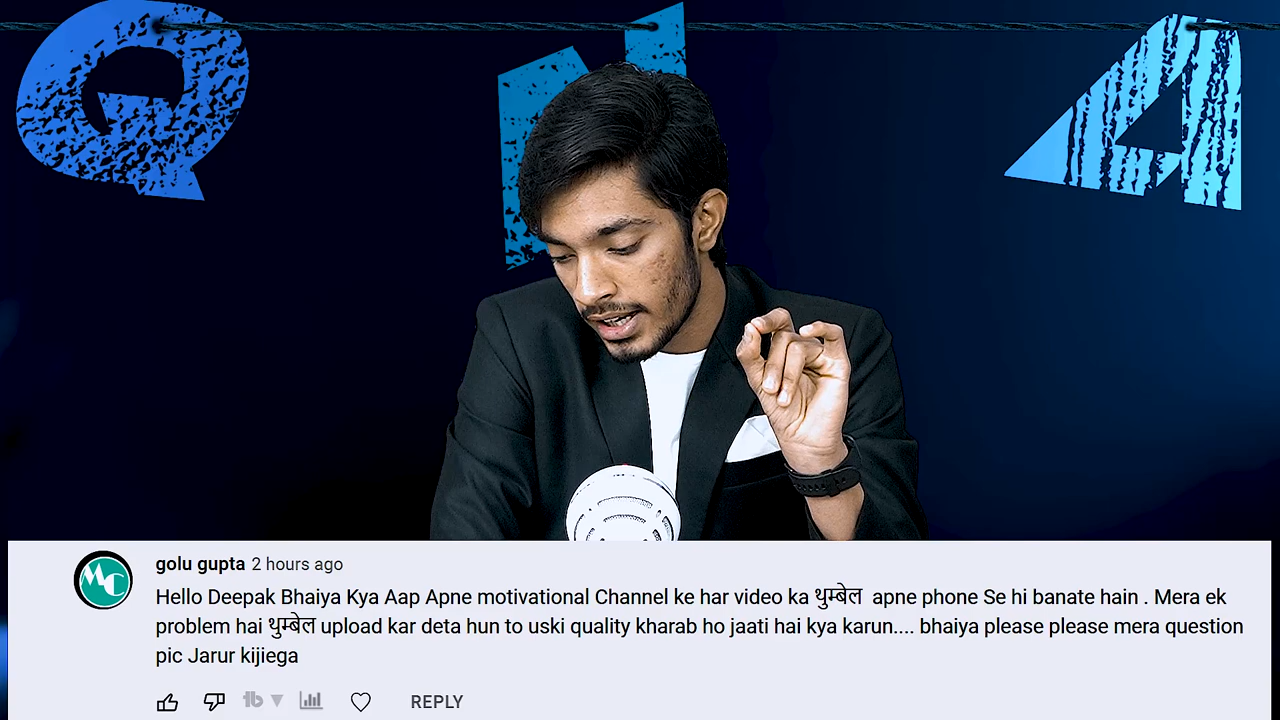 Q N A
MC
golu gupta 2 hours ago
Hello Deepak Bhaiya Kya Aap Apne motivational Channel ke har video ka थुम्बेल apne phone Se hi banate hain . Mera ek
problem hai थुम्बेल upload kar deta hun to uski quality kharab ho jaati hai kya karun.... bhaiya please please mera question
pic Jarur kijiega
tb
REPLY